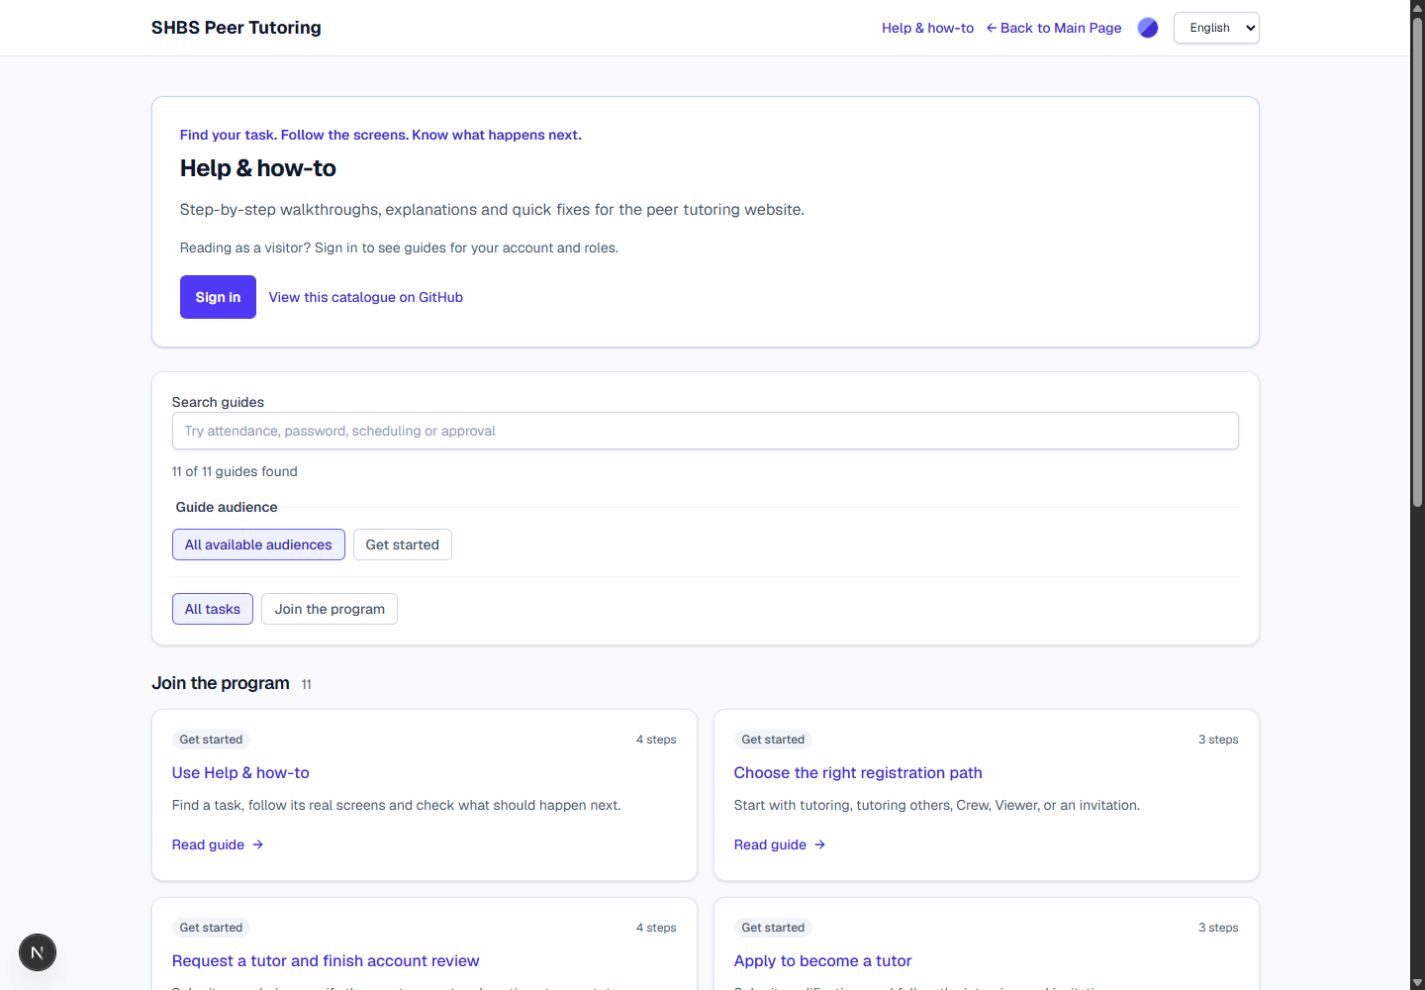 SHBS Peer Tutoring
Help & how-to
← Back to Main Page
English
Find your task. Follow the screens. Know what happens next.
Help & how-to
Step-by-step walkthroughs, explanations and quick fixes for the peer tutoring website.
Reading as a visitor? Sign in to see guides for your account and roles.
Sign in
View this catalogue on GitHub
Search guides
Try attendance, password, scheduling or approval
11 of 11 guides found
Guide audience
All available audiences
Get started
All tasks
Join the program
Join the program 11
Get started
4 steps
Use Help & how-to
Find a task, follow its real screens and check what should happen next.
Read guide →
Get started
3 steps
Choose the right registration path
Start with tutoring, tutoring others, Crew, Viewer, or an invitation.
Read guide →
Get started
4 steps
Request a tutor and finish account review
Get started
3 steps
Apply to become a tutor
N